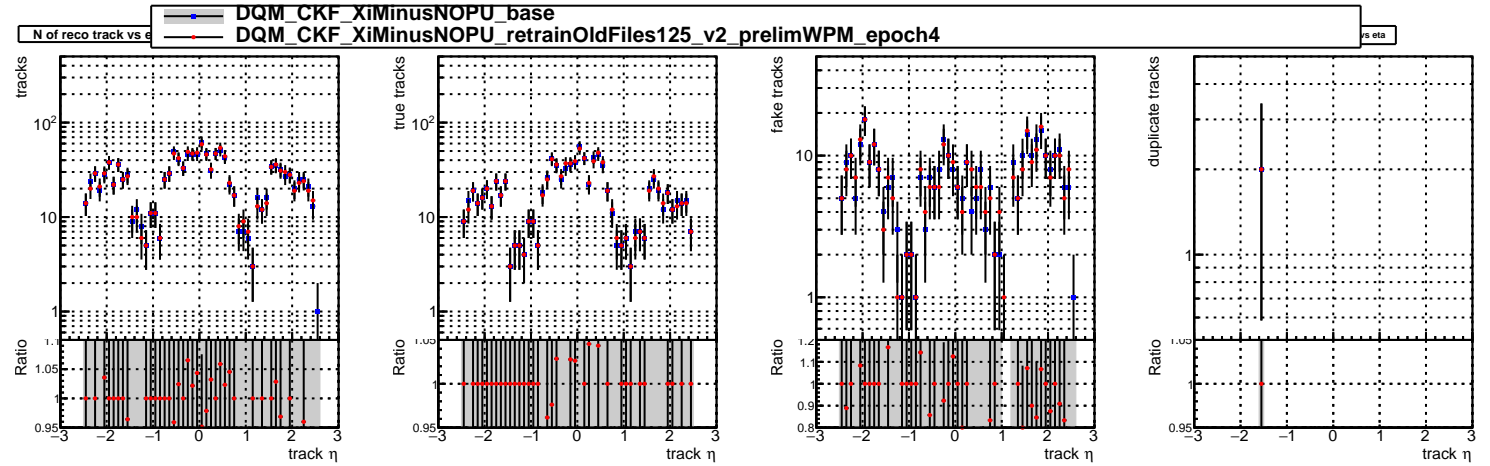 DQM_CKF_XiMinusNOPU_base
DQM_CKF_XiMinusNOPU_retrainOldFiles125_v2_prelimWPM_epoch4
N of reco track vs e
vs eta
tracks
10²
10
1
Ratio
1.1
1.05
1
0.95
−3 −2 −1 0 1 2 3
track η
true tracks
10²
10
1
Ratio
1.05
1
0.95
−3 −2 −1 0 1 2 3
track η
fake tracks
10
1
Ratio
1.2
1.1
1
0.9
0.8
−3 −2 −1 0 1 2 3
track η
duplicate tracks
1
Ratio
1.05
1
0.95
−3 −2 −1 0 1 2 3
track η